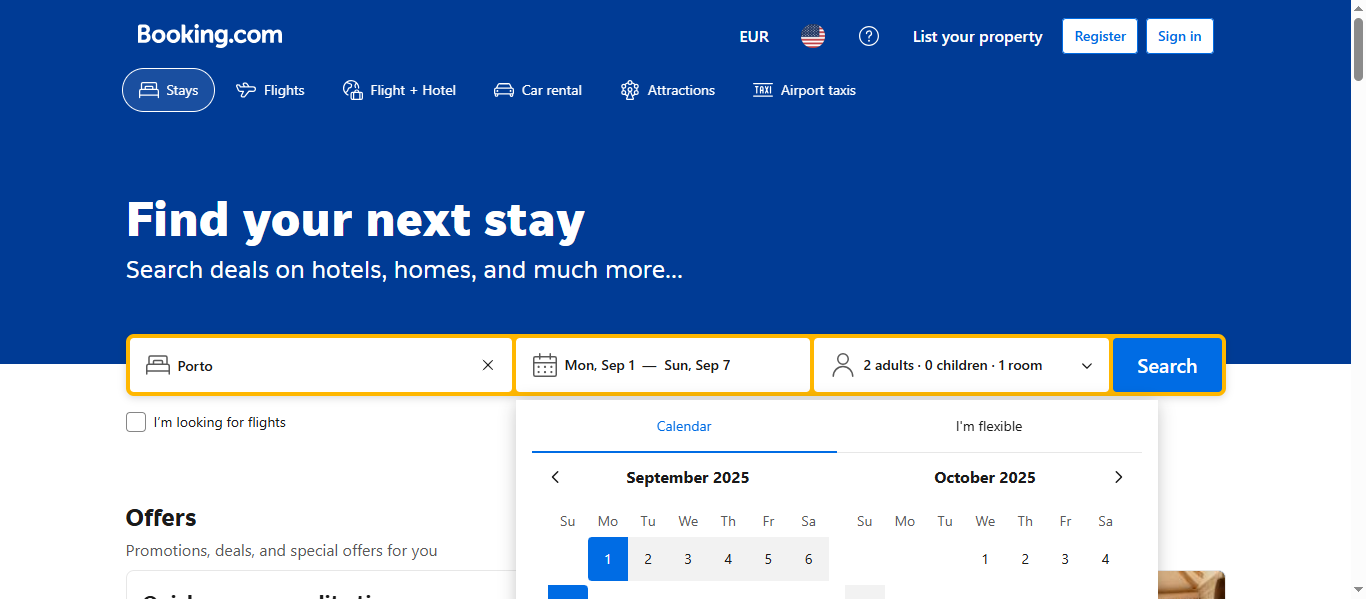 Booking.com
EUR
List your property
Register
Sign in
Stays
Flights
Flight + Hotel
Car rental
TAXI
Attractions
Airport taxis
Find your next stay
Search deals on hotels, homes, and much more...
Porto
Mon, Sep 1 — Sun, Sep 7
2 adults · 0 children · 1 room
Search
I'm looking for flights
Calendar
I'm flexible
September 2025
October 2025
Su Mo Tu We Th Fr Sa
Su Mo Tu We Th Fr Sa
1 2 3 4 5 6
1 2 3 4
Offers
Promotions, deals, and special offers for you